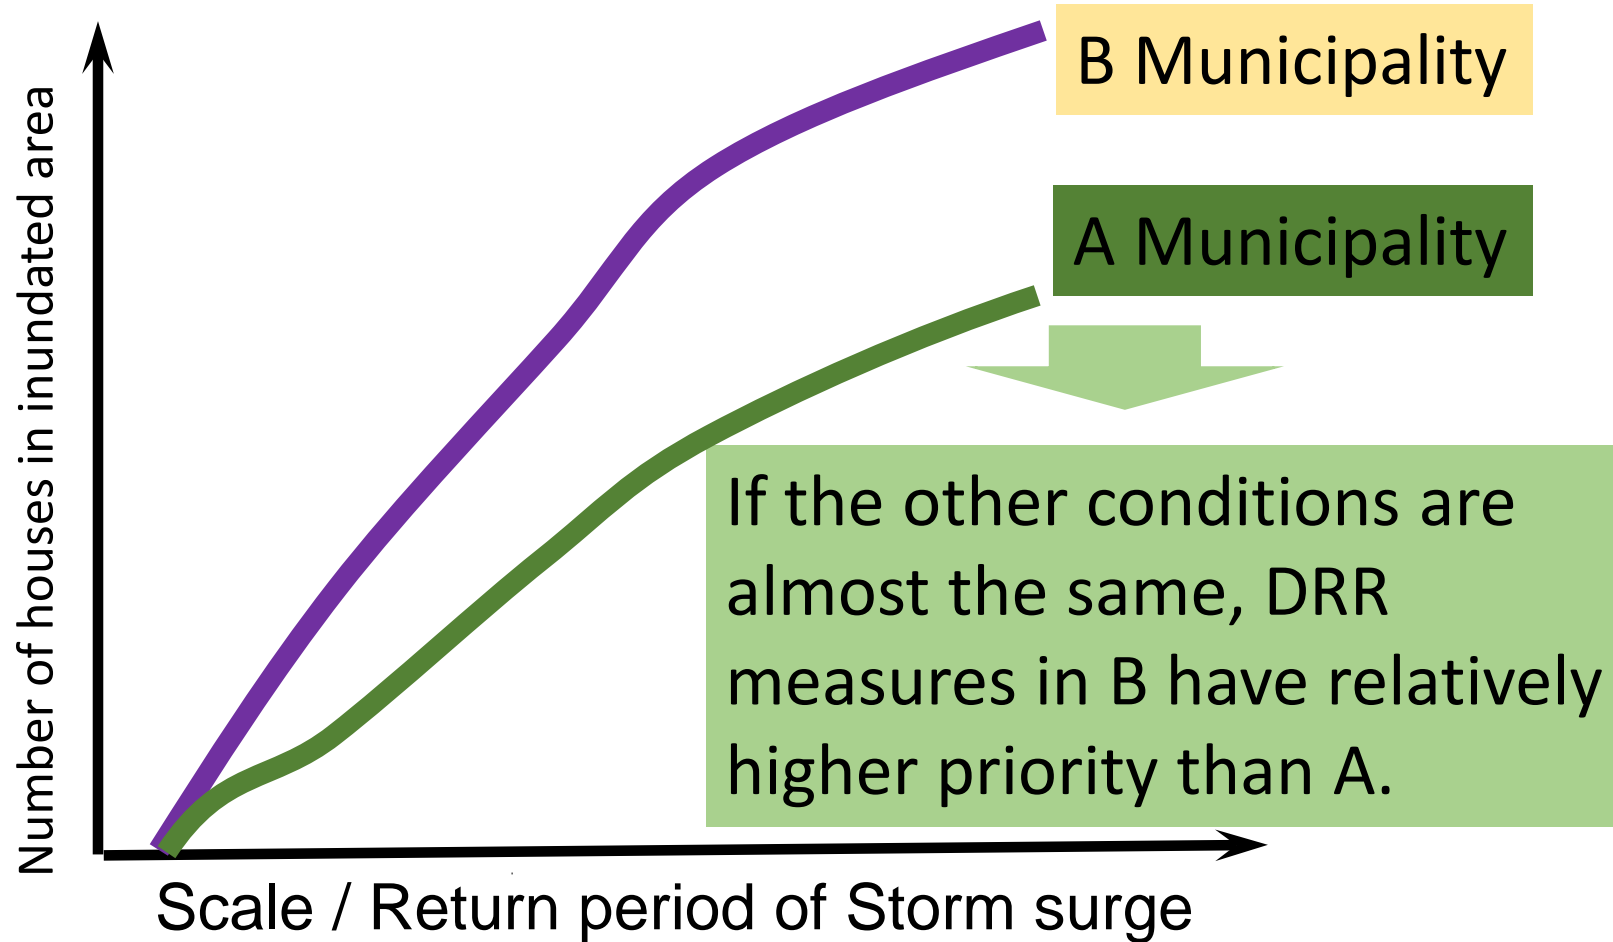 Number of houses in inundated area
B Municipality
A Municipality
If the other conditions are
almost the same, DRR
measures in B have relatively
higher priority than A.
Scale / Return period of Storm surge